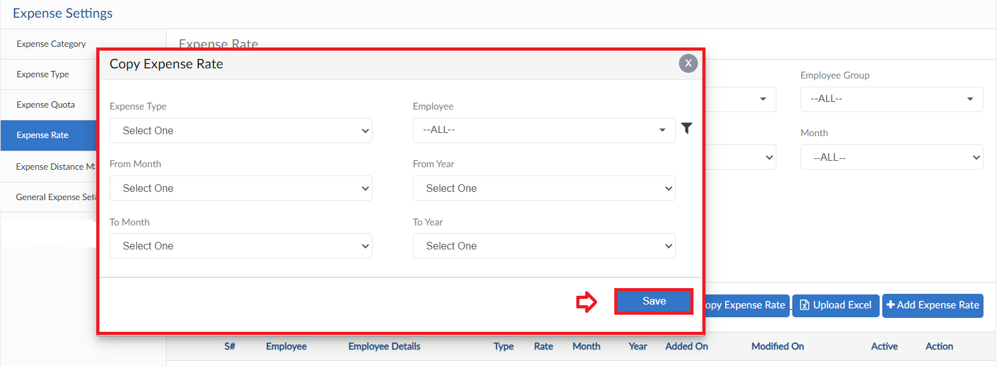 Expense Settings
Expense Category
Expense Type
Expense Quota
Expense Rate
Expense Distance M
General Expense Set
Expense Rate
Copy Expense Rate
X
Expense Type
Select One
Employee
--ALL--
From Month
Select One
From Year
Select One
To Month
Select One
To Year
Select One
Save
Employee Group
--ALL--
Month
--ALL--
opy Expense Rate
Upload Excel
Add Expense Rate
S# Employee Employee Details Type Rate Month Year Added On Modified On Active Action